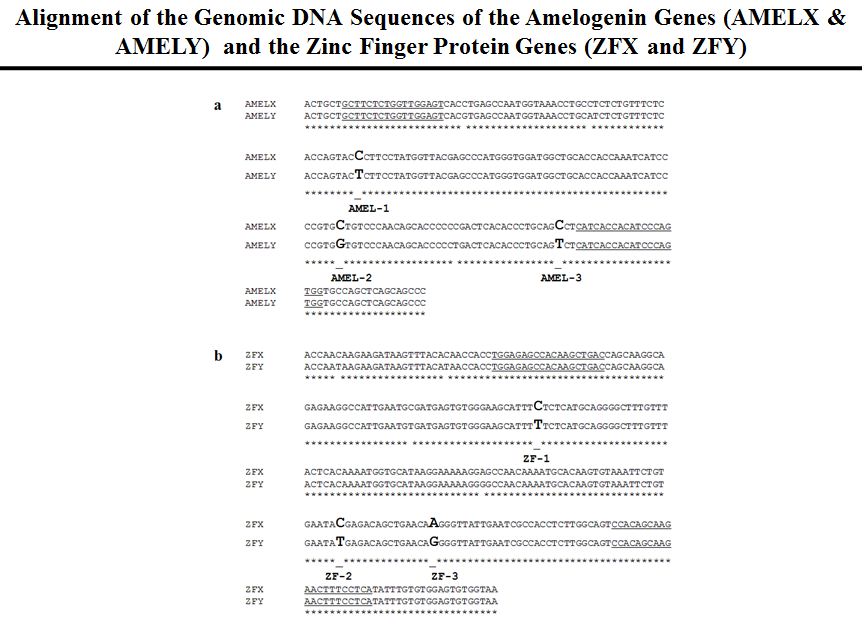 Alignment of the Genomic DNA Sequences of the Amelogenin Genes (AMELX &
AMELY) and the Zinc Finger Protein Genes (ZFX and ZFY)
a
AMELX ACTGCTGCTTCTCTGGTTGGAGTCACCTGAGCCAATGGTAAACCTGCCTCTCTGTTTCTC
AMELY ACTGCTGCTTCTCTGGTTGGAGTCACGTGAGCCAATGGTAAACCTGCATCTCTGTTTCTC
************************** ******************** ************
AMELX ACCAGTACCCTTCCTATGGTTACGAGCCCATGGGTGGATGGCTGCACCACCAAATCATCC
AMELY ACCAGTACTCTTCCTATGGTTACGAGCCCATGGGTGGATGGCTGCACCACCAAATCATCC
********_***************************************************
AMEL-1
AMELX CCGTGCTGTCCCAACAGCACCCCCCGACTCACACCCTGCAGCCTCATCACCACATCCCAG
AMELY CCGTGGTGTCCCAACAGCACCCCCTGACTCACACCCTGCAGTCTCATCACCACATCCCAG
*****_****************** ****************_******************
AMEL-2 AMEL-3
AMELX TGGTGCCAGCTCAGCAGCCC
AMELY TGGTGCCAGCTCAGCAGCCC
********************
b
ZFX ACCAACAAGAAGATAAGTTTACACAACCACCTGGAGAGCCACAAGCTGACCAGCAAGGCA
ZFY ACCAATAAGAAGATAAGTTTACATAACCACCTGGAGAGCCACAAGCTGACCAGCAAGGCA
***** ***************** ************************************
ZFX GAGAAGGCCATTGAATGCGATGAGTGTGGGAAGCATTTCTCTCATGCAGGGGCTTTGTTT
ZFY GAGAAGGCCATTGAATGTGATGAGTGTGGGAAGCATTTTTCTCATGCAGGGGCTTTGTTT
***************** ********************_*********************
ZF-1
ZFX ACTCACAAAATGGTGCATAAGGAAAAAGGAGCCAACAAAATGCACAAGTGTAAATTCTGT
ZFY ACTCACAAAATGGTGCATAAGGAAAAAGGGGCCAACAAAATGCACAAGTGTAAATTCTGT
***************************** ******************************
ZFX GAATACGAGACAGCTGAACAAGGGTTATTGAATCGCCACCTCTTGGCAGTCCACAGCAAG
ZFY GAATATGAGACAGCTGAACAGGGGTTATTGAATCGCCACCTCTTGGCAGTCCACAGCAAG
*****_**************_***************************************
ZF-2 ZF-3
ZFX AACTTTCCTCATATTTGTGTGGAGTGTGGTAA
ZFY AACTTTCCTCATATTTGTGTGGAGTGTGGTAA
********************************